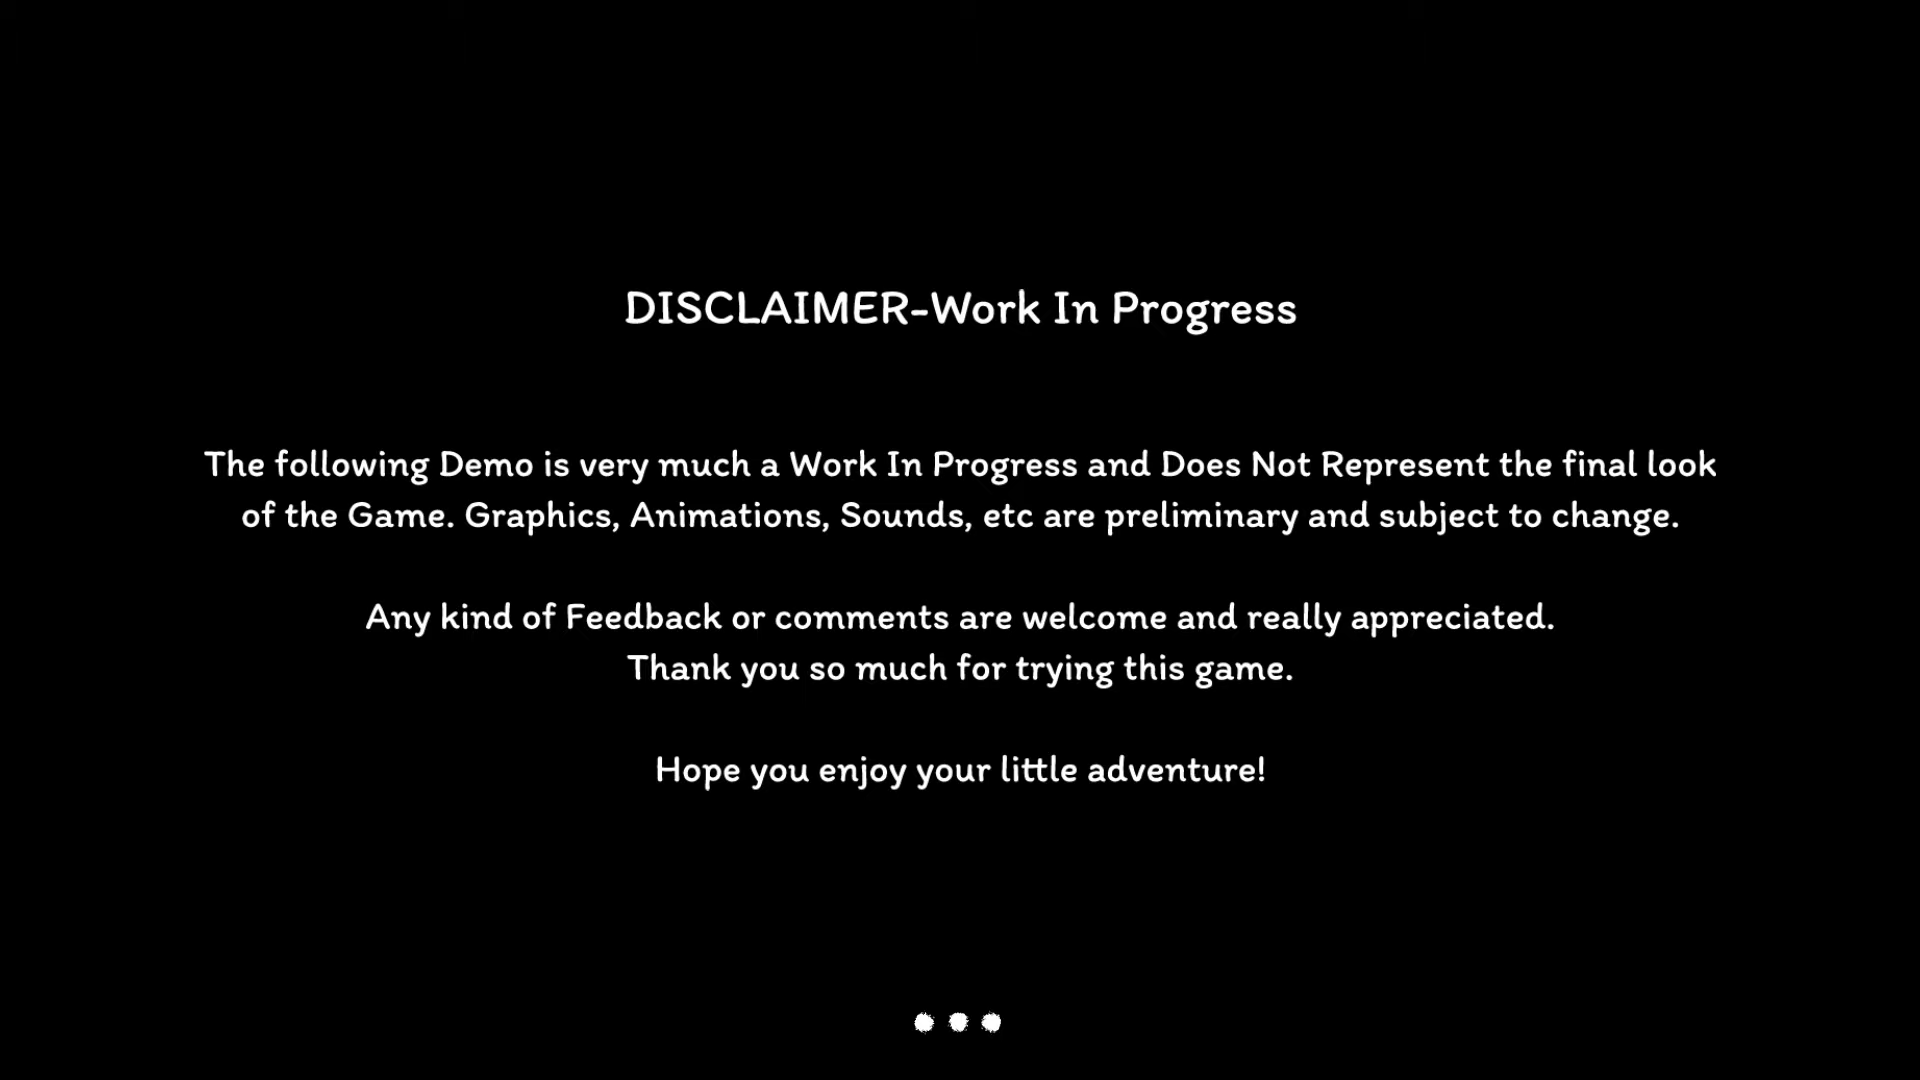 DISCLAIMER-Work In Progress
The following Demo is very much a Work In Progress and Does Not Represent the final look
of the Game. Graphics, Animations, Sounds, etc are preliminary and subject to change.
Any kind of Feedback or comments are welcome and really appreciated.
Thank you so much for trying this game.
Hope you enjoy your little adventure!